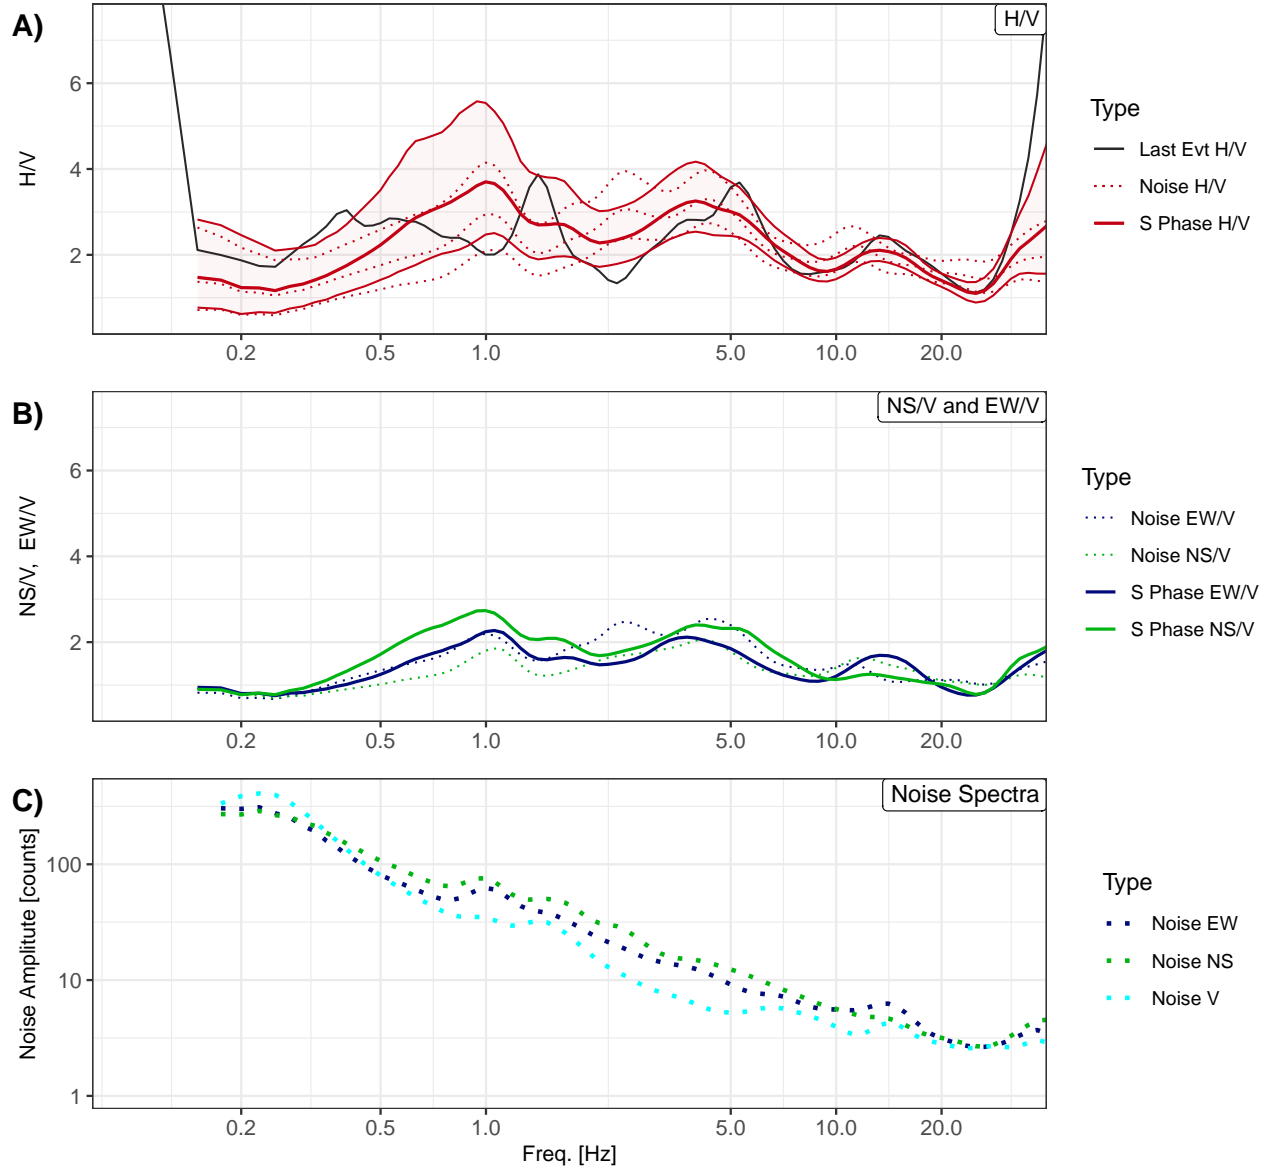 A)
H/V
H/V
6
4
2
0.2 0.5 1.0 5.0 10.0 20.0
Type
Last Evt H/V
Noise H/V
S Phase H/V
B)
NS/V and EW/V
NS/V,  EW/V
6
4
2
0.2 0.5 1.0 5.0 10.0 20.0
Type
Noise EW/V
Noise NS/V
S Phase EW/V
S Phase NS/V
C)
Noise Spectra
Noise Amplitute [counts]
100
10
1
0.2 0.5 1.0 5.0 10.0 20.0
Freq. [Hz]
Type
Noise EW
Noise NS
Noise V